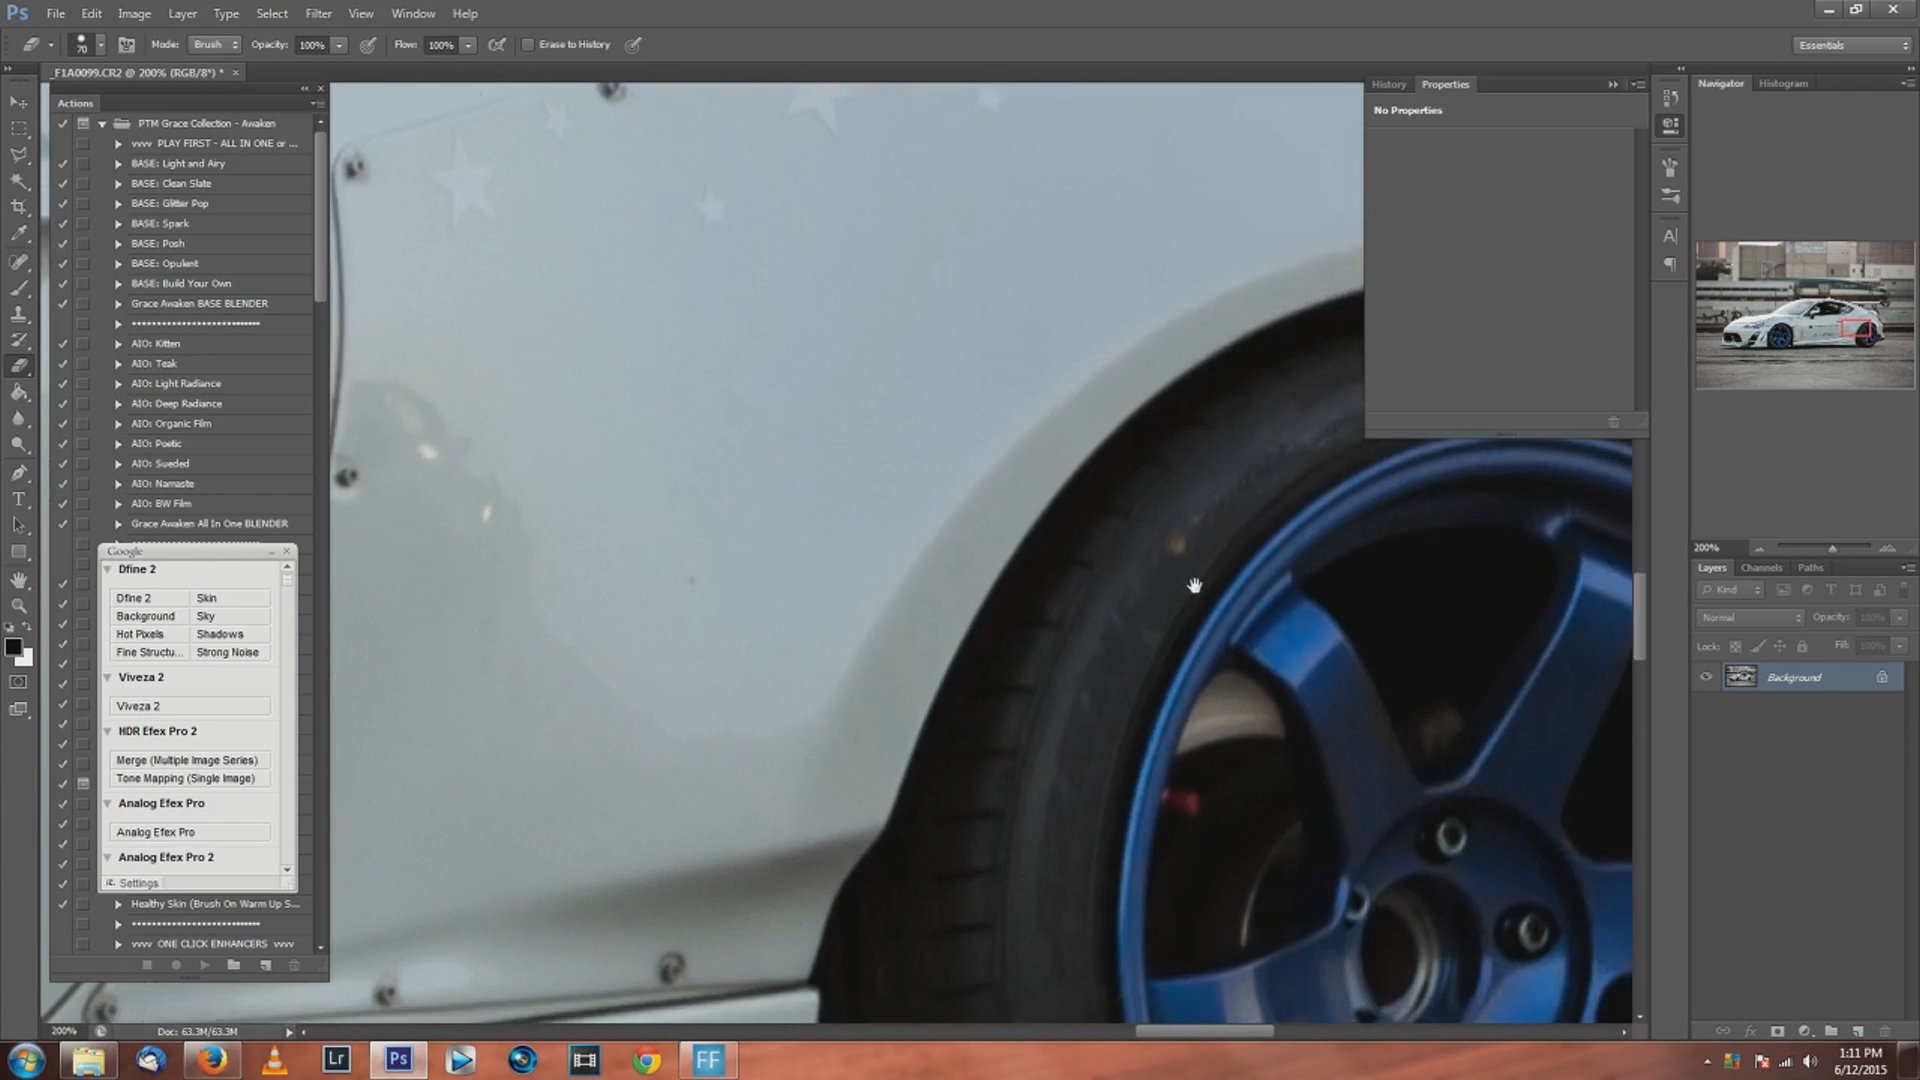 Ps File Edit Image Layer Type Select Filter View Window Help
70 Mode: Brush Opacity: 100% Flow: 100% Erase to History Essentials
_F1A0099.CR2 @ 200% (RGB/8*) * ×
Actions
PTM Grace Collection - Awaken
vvvv PLAY FIRST - ALL IN ONE or ...
BASE: Light and Airy
BASE: Clean Slate
BASE: Glitter Pop
BASE: Spark
BASE: Posh
BASE: Opulent
BASE: Build Your Own
Grace Awaken BASE BLENDER
AIO: Kitten
AIO: Teak
AIO: Light Radiance
AIO: Deep Radiance
AIO: Organic Film
AIO: Poetic
AIO: Sueded
AIO: Namaste
AIO: BW Film
Grace Awaken All In One BLENDER
Google
Dfine 2
Dfine 2 Skin
Background Sky
Hot Pixels Shadows
Fine Structu... Strong Noise
Viveza 2
Viveza 2
HDR Efex Pro 2
Merge (Multiple Image Series)
Tone Mapping (Single Image)
Analog Efex Pro
Analog Efex Pro
Analog Efex Pro 2
Settings
Healthy Skin (Brush On Warm Up S...
vvvv ONE CLICK ENHANCERS vvvv
History Properties
No Properties
Navigator Histogram
200%
Layers Channels Paths
Kind
Normal Opacity: 100%
Lock: Fill: 100%
Background
200% Doc: 63.3M/63.3M
Lr Ps FF
1:11 PM
6/12/2015